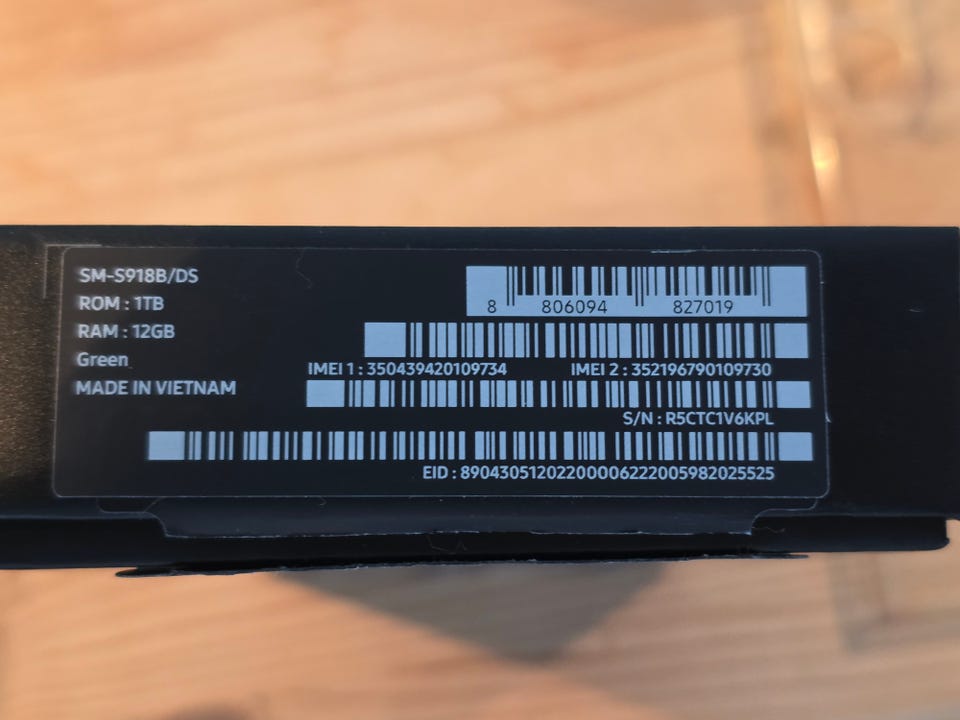 SM-S918B/DS
ROM : 1TB
RAM : 12GB
Green
MADE IN VIETNAM
8 806094 827019
IMEI 1 : 350439420109734 IMEI 2 : 352196790109730
S/N : R5CTC1V6KPL
EID : 89043051202200006222005982025525